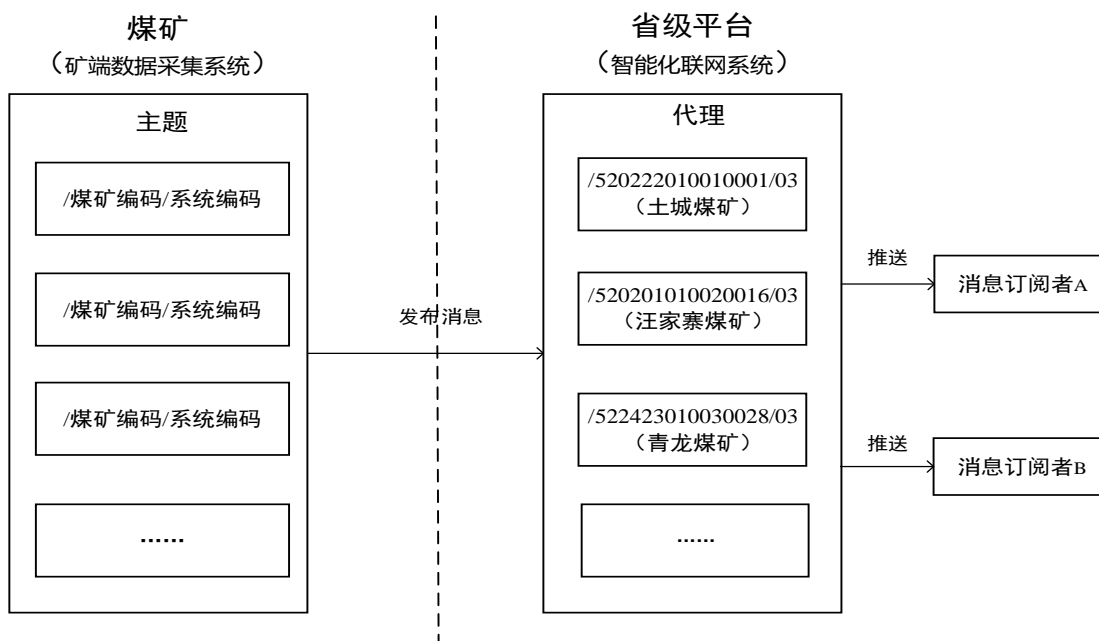 煤矿
（矿端数据采集系统）
主题
/煤矿编码/系统编码
/煤矿编码/系统编码
/煤矿编码/系统编码
......
发布消息
省级平台
（智能化联网系统）
代理
/520222010010001/03
（土城煤矿）
/520201010020016/03
（汪家寨煤矿）
/522423010030028/03
（青龙煤矿）
......
推送
消息订阅者A
推送
消息订阅者B